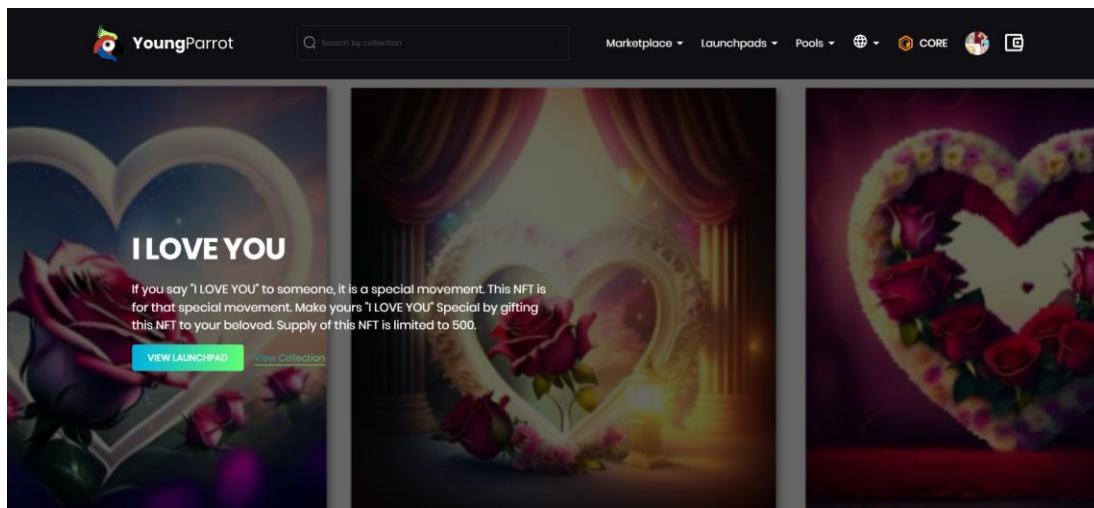 YoungParrot
Search by collection
Marketplace
Launchpads
Pools
CORE
I LOVE YOU
If you say "I LOVE YOU" to someone, it is a special movement. This NFT is
for that special movement. Make yours "I LOVE YOU" Special by gifting
this NFT to your beloved. Supply of this NFT is limited to 500.
VIEW LAUNCHPAD
View Collection